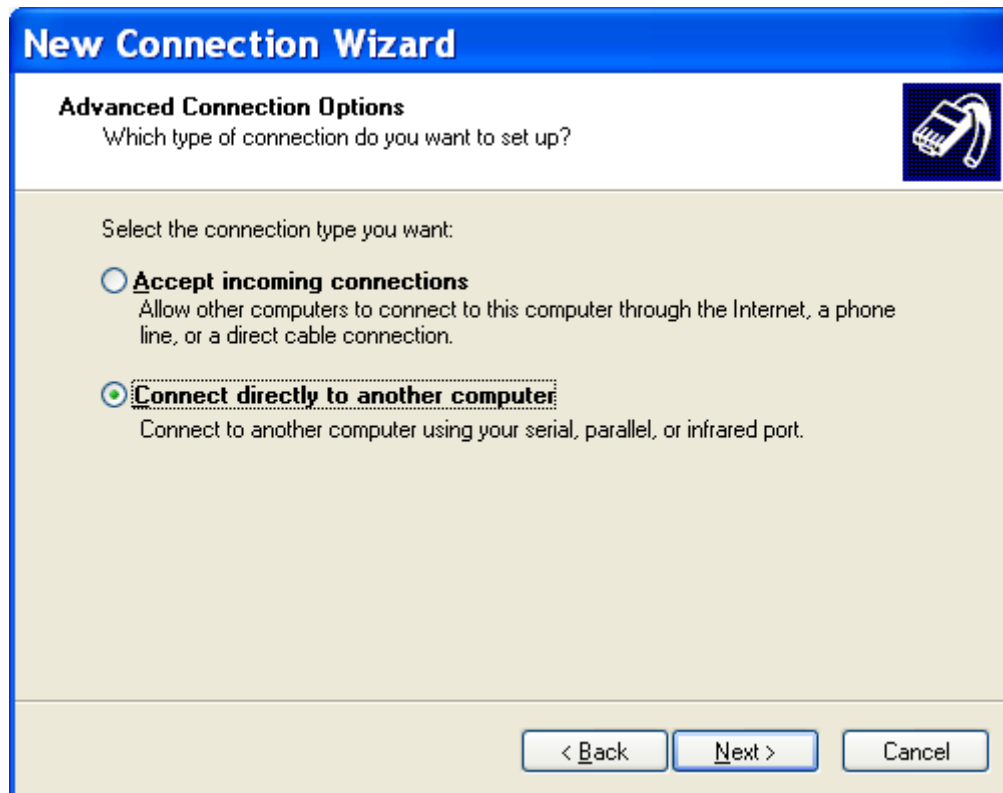 New Connection Wizard
Advanced Connection Options
Which type of connection do you want to set up?
Select the connection type you want:
Accept incoming connections
Allow other computers to connect to this computer through the Internet, a phone
line, or a direct cable connection.
Connect directly to another computer
Connect to another computer using your serial, parallel, or infrared port.
< Back Next > Cancel